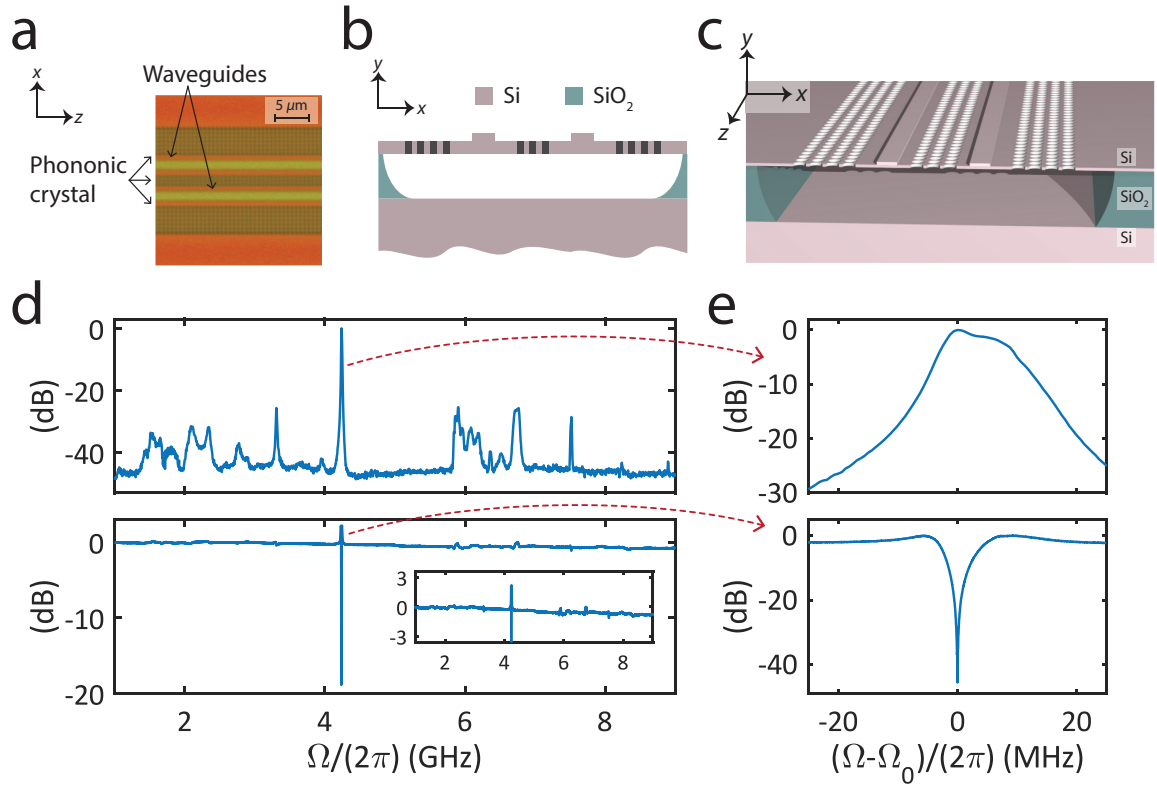 a
x
z
Waveguides
5 μm
Phononic
crystal
b
y
x
Si
SiO2
c
y
x
z
Si
SiO2
Si
d
0
-20
-40
(dB)
0
-10
-20
(dB)
3
0
-3
2 4 6 8
2 4 6 8
Ω/(2π) (GHz)
e
0
-10
-20
-30
(dB)
0
-20
-40
(dB)
-20 0 20
(Ω-Ω0)/(2π) (MHz)